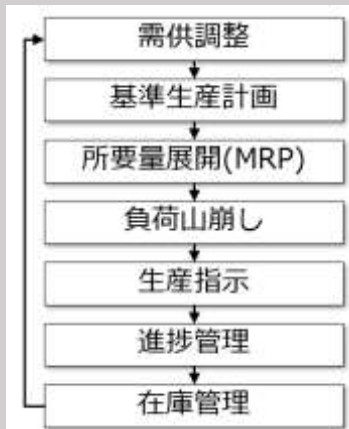 需供調整
基準生産計画
所要量展開(MRP)
負荷山崩し
生産指示
進捗管理
在庫管理